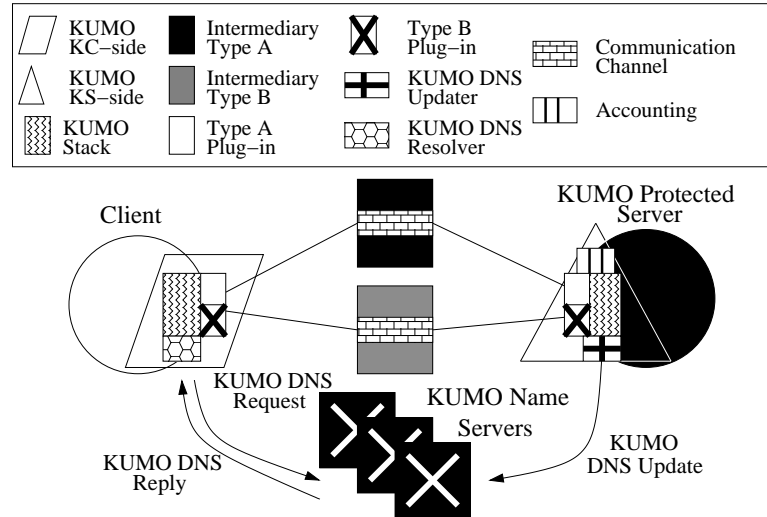 KUMO
KC−side
Intermediary
Type A
Type B
Plug−in
Communication
Channel
KUMO
KS−side
Intermediary
Type B
KUMO DNS
Updater
Accounting
KUMO
Stack
Type A
Plug−in
KUMO DNS
Resolver
Client
KUMO Protected
Server
KUMO DNS
Request
KUMO Name
Servers
KUMO
DNS Update
KUMO DNS
Reply